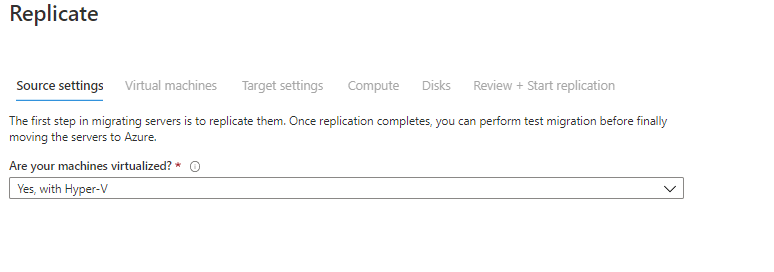 Replicate
Source settings Virtual machines Target settings Compute Disks Review + Start replication
The first step in migrating servers is to replicate them. Once replication completes, you can perform test migration before finally
moving the servers to Azure.
Are your machines virtualized? *
Yes, with Hyper-V